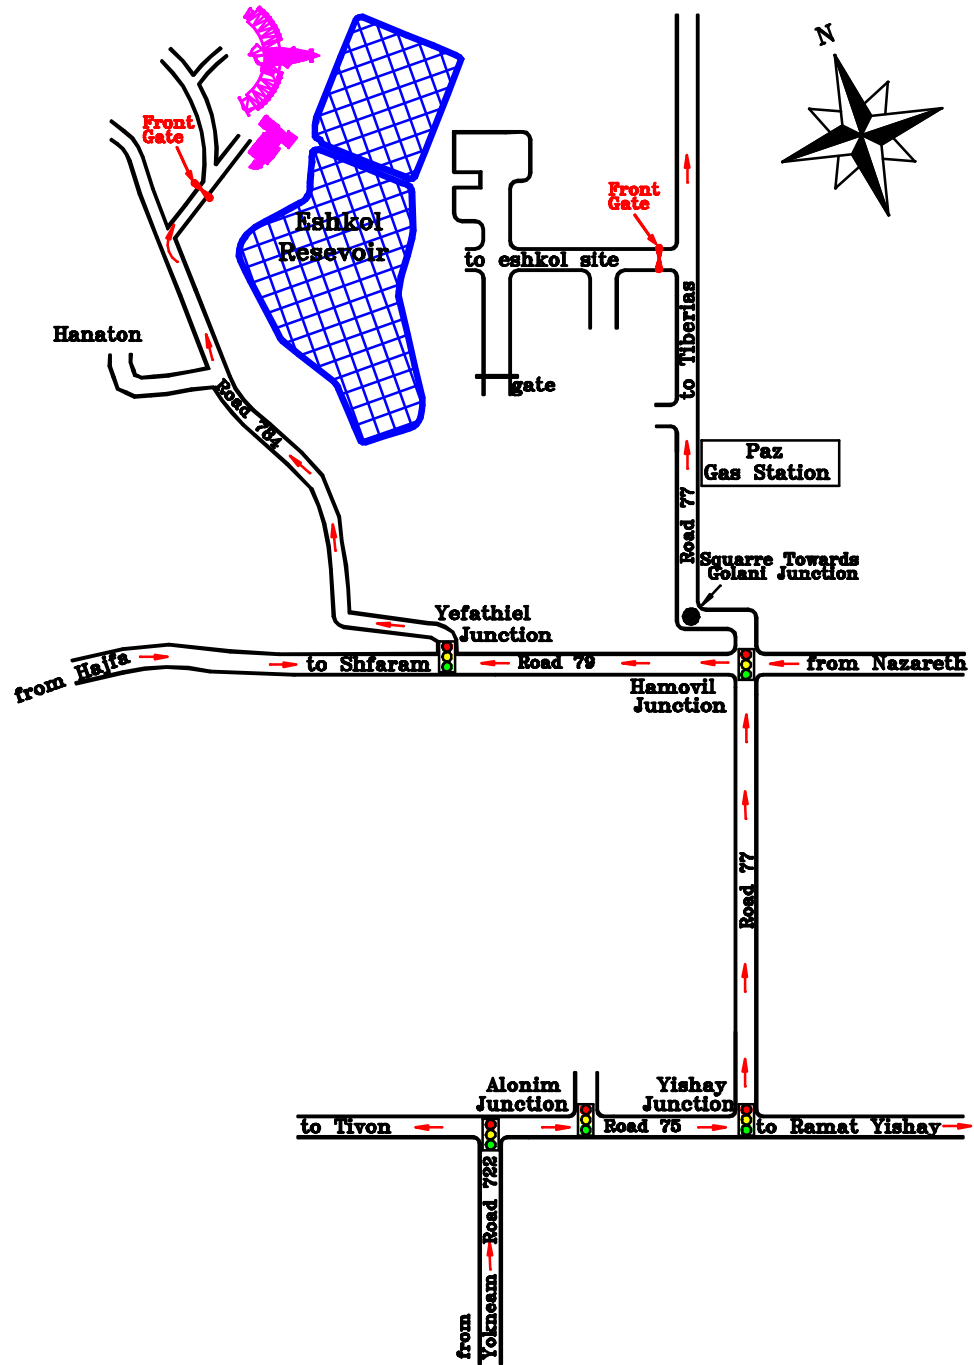 N
Front
Gate
Front
Gate
Eshkol
Resevoir
to eshkol site
to Tiberias
Hanaton
gate
Road 784
Paz
Gas Station
Road 77
Squarre Towards
Golani Junction
Yefathiel
Junction
from Hajfa
to Shfaram
Road 79
from Nazareth
Hamovil
Junction
Road 77
Alonim
Junction
Yishay
Junction
to Tivon
Road 75
to Ramat Yishay
Road 722
from
Yokneam